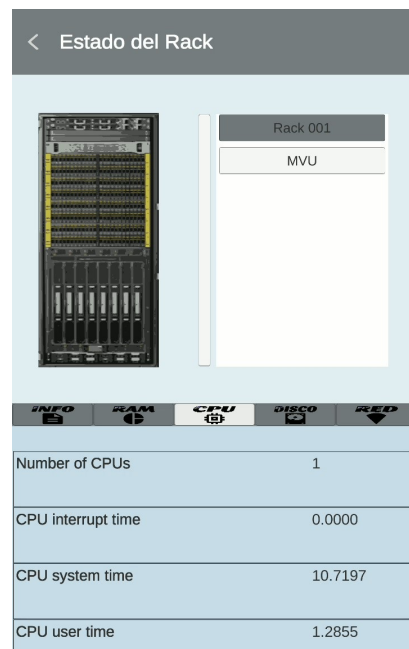 Estado del Rack
Rack 001
MVU
INFO RAM CPU DISCO RED
Number of CPUs 1
CPU interrupt time 0.0000
CPU system time 10.7197
CPU user time 1.2855